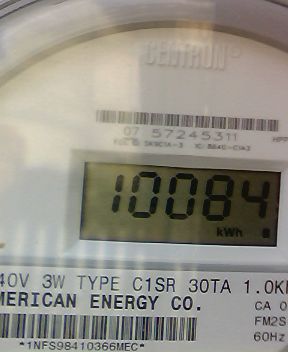 CENTRON®
07 57245311
10084
kWh
40V 3W TYPE C1SR 30TA 1.0K
MERICAN ENERGY CO.
CA 0
FM2S
60Hz
*1NFS98410366MEC*